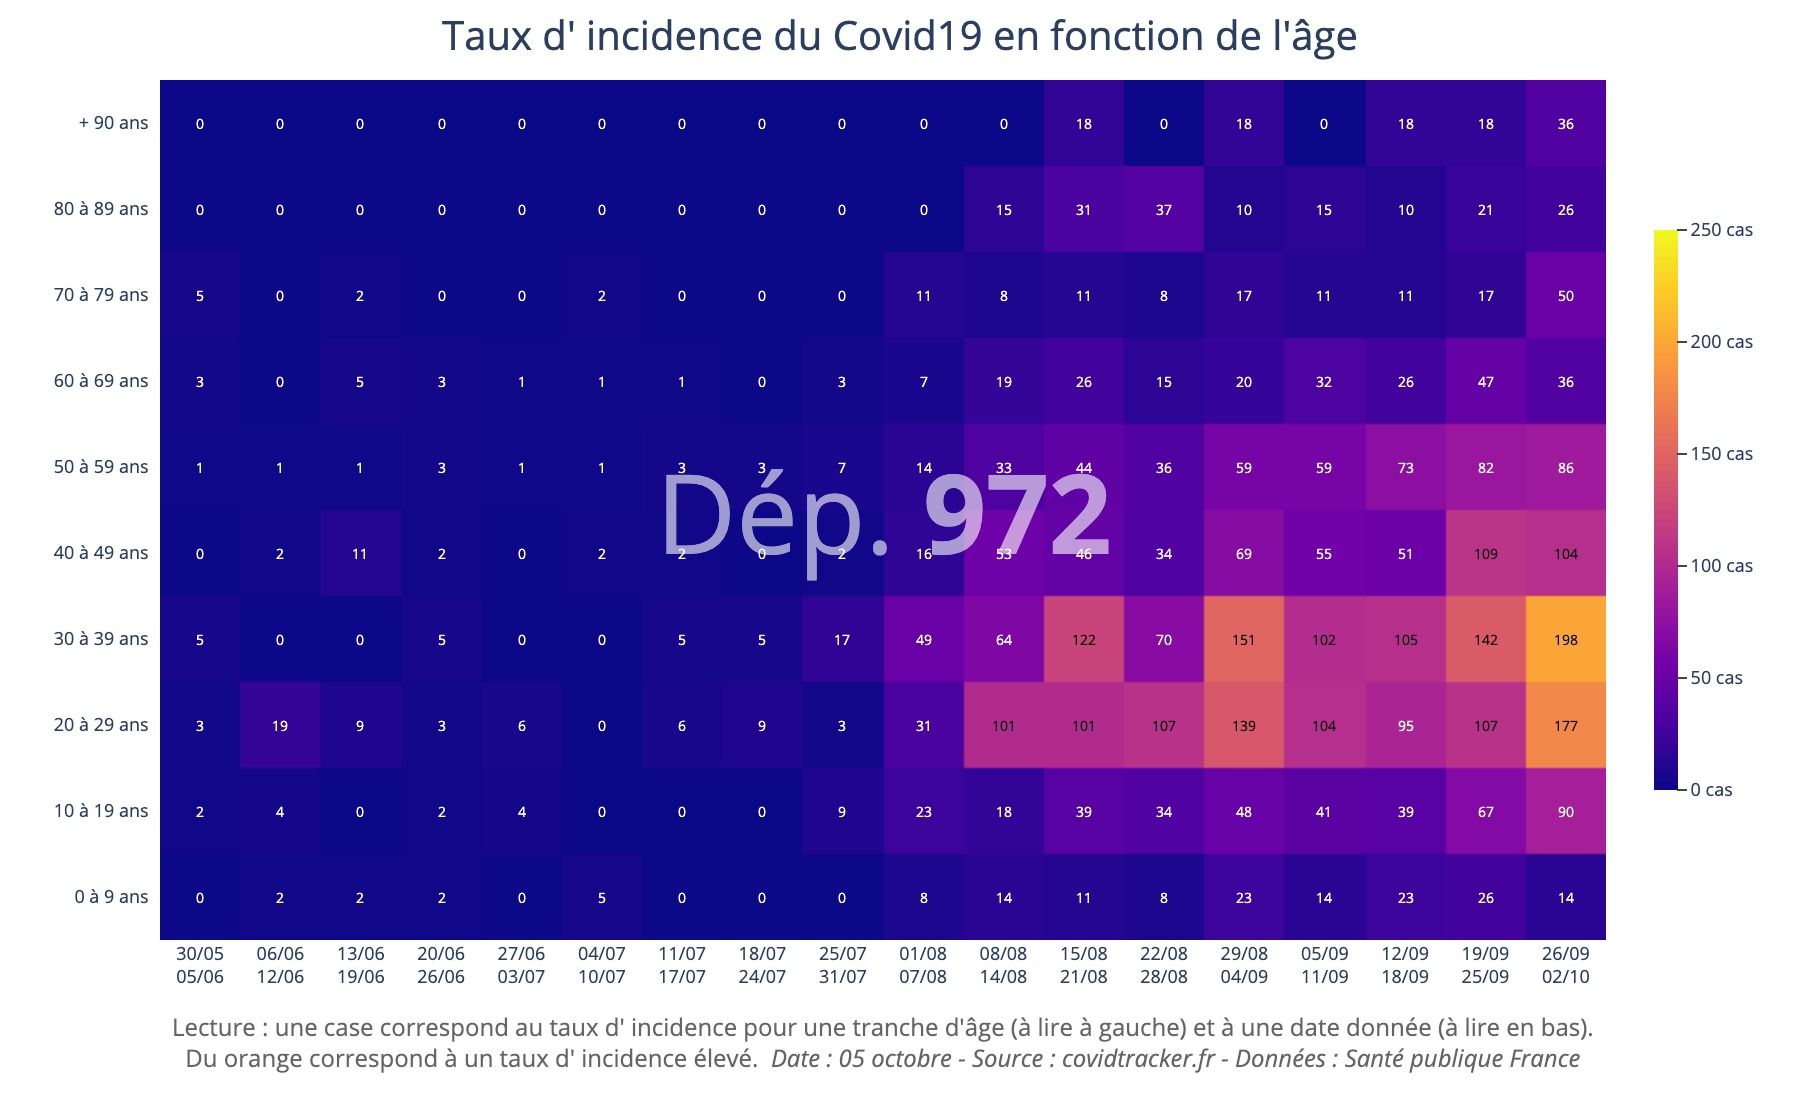 Taux d' incidence du Covid19 en fonction de l'âge
+ 90 ans 0 0 0 0 0 0 0 0 0 0 0 18 0 18 0 18 18 36
80 à 89 ans 0 0 0 0 0 0 0 0 0 0 15 31 37 10 15 10 21 26
70 à 79 ans 5 0 2 0 0 2 0 0 0 11 8 11 8 17 11 11 17 50
60 à 69 ans 3 0 5 3 1 1 1 0 3 7 19 26 15 20 32 26 47 36
50 à 59 ans 1 1 1 3 1 1 3 3 7 14 33 44 36 59 59 73 82 86
Dép. 972
40 à 49 ans 0 2 11 2 0 2 2 0 2 16 53 46 34 69 55 51 109 104
30 à 39 ans 5 0 0 5 0 0 5 5 17 49 64 122 70 151 102 105 142 198
20 à 29 ans 3 19 9 3 6 0 6 9 3 31 101 101 107 139 104 95 107 177
10 à 19 ans 2 4 0 2 4 0 0 0 9 23 18 39 34 48 41 39 67 90
0 à 9 ans 0 2 2 2 0 5 0 0 0 8 14 11 8 23 14 23 26 14
30/05 06/06 13/06 20/06 27/06 04/07 11/07 18/07 25/07 01/08 08/08 15/08 22/08 29/08 05/09 12/09 19/09 26/09
05/06 12/06 19/06 26/06 03/07 10/07 17/07 24/07 31/07 07/08 14/08 21/08 28/08 04/09 11/09 18/09 25/09 02/10
250 cas
200 cas
150 cas
100 cas
50 cas
0 cas
Lecture : une case correspond au taux d' incidence pour une tranche d'âge (à lire à gauche) et à une date donnée (à lire en bas).
Du orange correspond à un taux d' incidence élevé. Date : 05 octobre - Source : covidtracker.fr - Données : Santé publique France